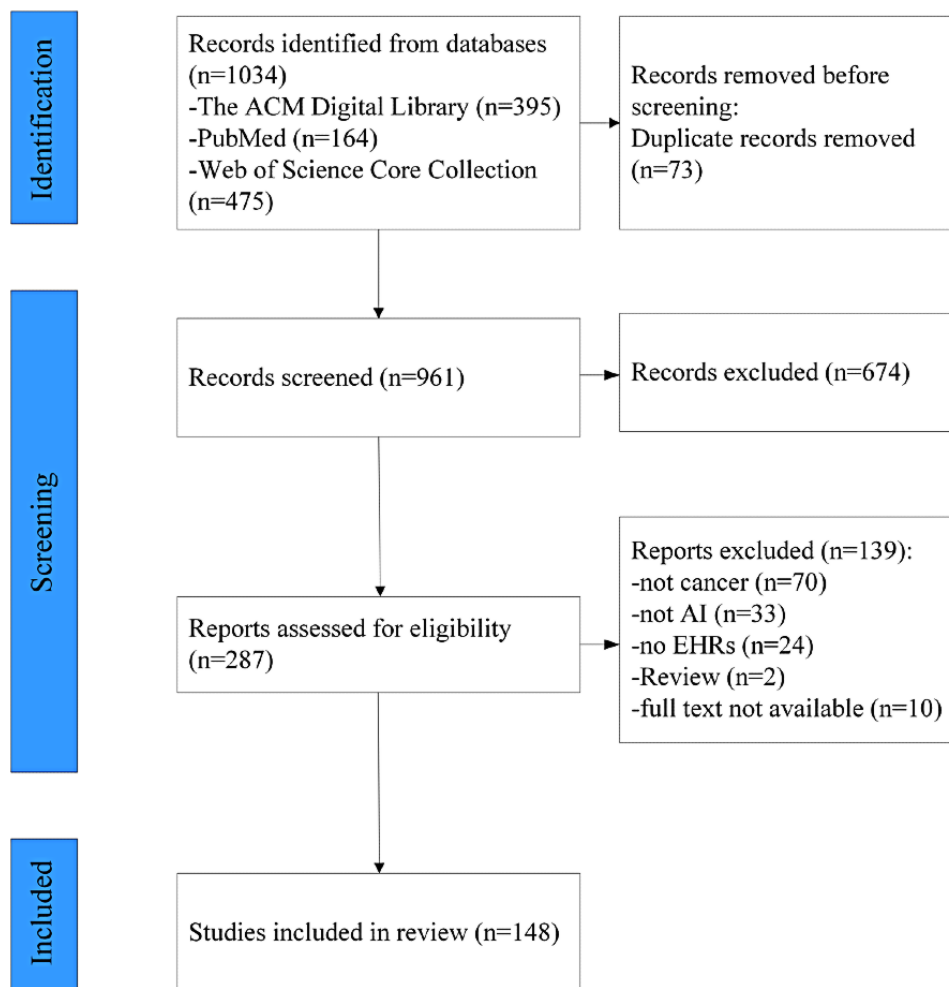 Identification
Records identified from databases
(n=1034)
-The ACM Digital Library (n=395)
-PubMed (n=164)
-Web of Science Core Collection
(n=475)
Records removed before
screening:
Duplicate records removed
(n=73)
Screening
Records screened (n=961)
Records excluded (n=674)
Reports assessed for eligibility
(n=287)
Reports excluded (n=139):
-not cancer (n=70)
-not AI (n=33)
-no EHRs (n=24)
-Review (n=2)
-full text not available (n=10)
Included
Studies included in review (n=148)